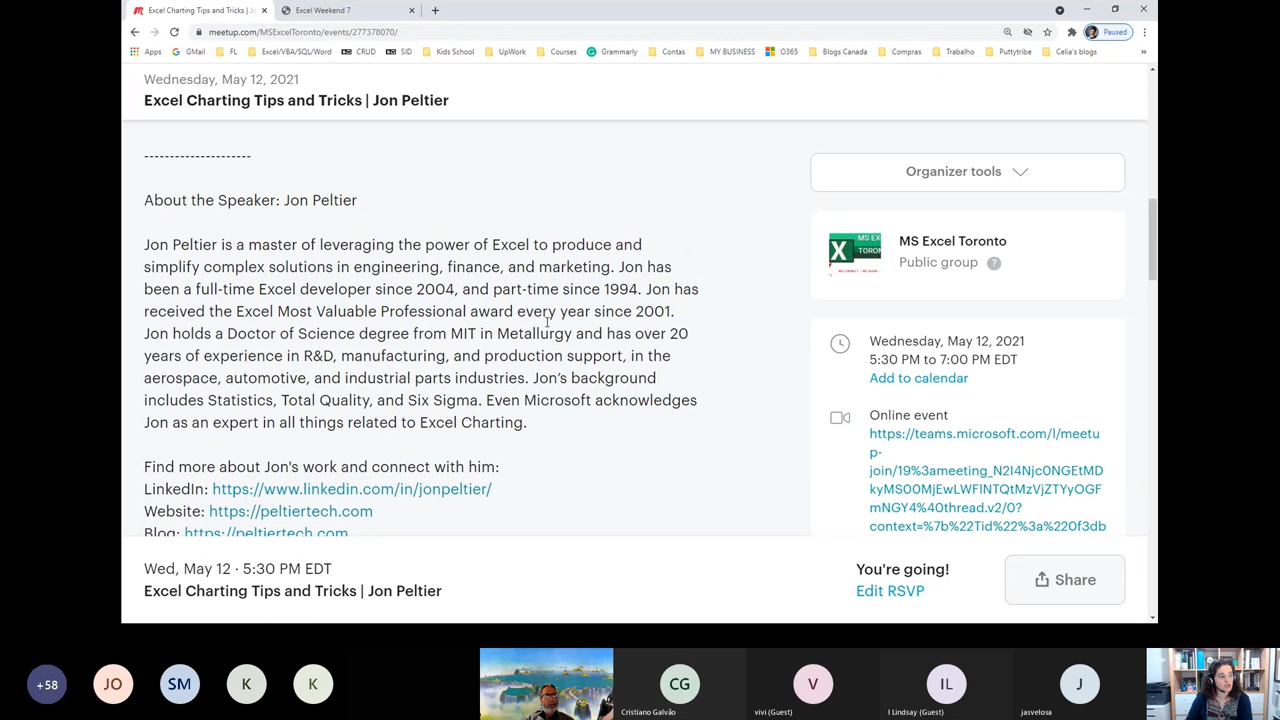 Excel Charting Tips and Tricks | Jo
Excel Weekend 7
meetup.com/MSExcelToronto/events/277378070/
Paused
Apps
GMail
FL
Excel/VBA/SQL/Word
CRUD
SID
Kids School
UpWork
Courses
Grammarly
Contas
MY BUSINESS
O365
Blogs Canada
Compras
Trabalho
Puttytribe
Celia's blogs
Wednesday, May 12, 2021
Excel Charting Tips and Tricks | Jon Peltier
---------------------
About the Speaker: Jon Peltier
Jon Peltier is a master of leveraging the power of Excel to produce and
simplify complex solutions in engineering, finance, and marketing. Jon has
been a full-time Excel developer since 2004, and part-time since 1994. Jon has
received the Excel Most Valuable Professional award every year since 2001.
Jon holds a Doctor of Science degree from MIT in Metallurgy and has over 20
years of experience in R&D, manufacturing, and production support, in the
aerospace, automotive, and industrial parts industries. Jon's background
includes Statistics, Total Quality, and Six Sigma. Even Microsoft acknowledges
Jon as an expert in all things related to Excel Charting.
Find more about Jon's work and connect with him:
LinkedIn: https://www.linkedin.com/in/jonpeltier/
Website: https://peltiertech.com
Blog: https://peltiertech.com
Organizer tools
MS Excel Toronto
Public group ?
Wednesday, May 12, 2021
5:30 PM to 7:00 PM EDT
Add to calendar
Online event
https://teams.microsoft.com/l/meetu
p-
join/19%3ameeting_N2I4Njc0NGEtMD
kyMS00MjEwLWFlNTQtMzVjZTYyOGF
mNGY4%40thread.v2/0?
context=%7b%22Tid%22%3a%220f3db
Wed, May 12 · 5:30 PM EDT
Excel Charting Tips and Tricks | Jon Peltier
You're going!
Edit RSVP
Share
+58
JO
SM
K
K
CG
Cristiano Galvão
V
vivi (Guest)
IL
I Lindsay (Guest)
J
jasvelosa